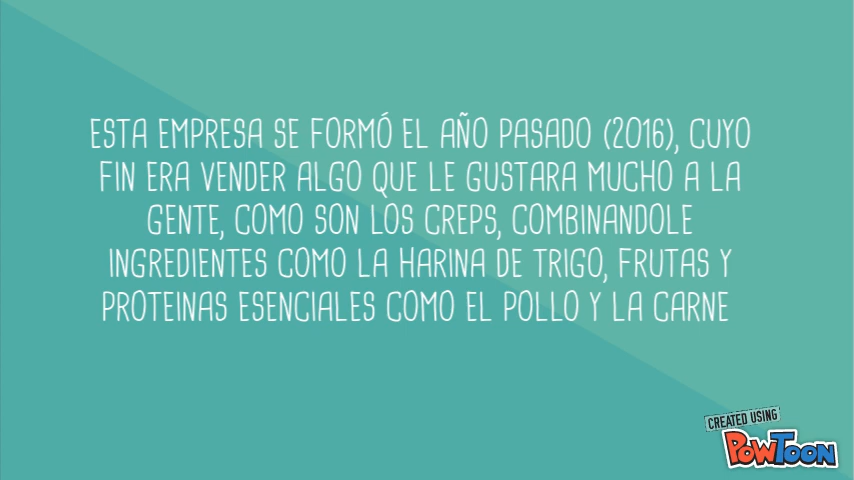 ESTA EMPRESA SE FORMÓ EL AÑO PASADO (2016), CUYO
FIN ERA VENDER ALGO QUE LE GUSTARA MUCHO A LA
GENTE, COMO SON LOS CREPS, COMBINANDOLE
INGREDIENTES COMO LA HARINA DE TRIGO, FRUTAS Y
PROTEINAS ESENCIALES COMO EL POLLO Y LA CARNE
CREATED USING
POWTOON